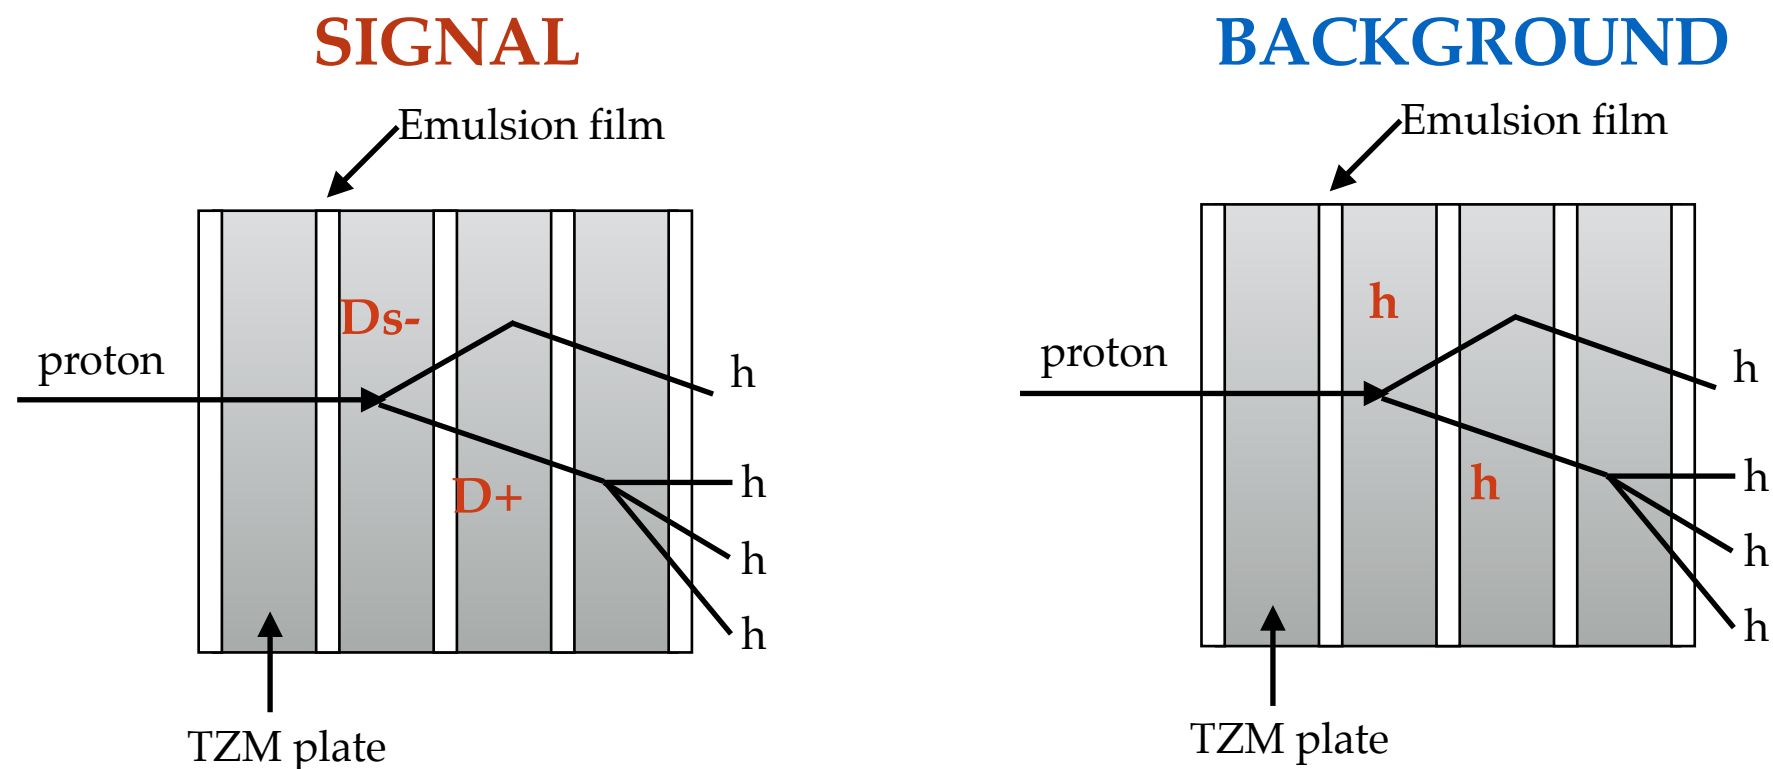 SIGNAL
Emulsion film
Ds-
proton
h
D+
h
h
h
TZM plate
BACKGROUND
Emulsion film
h
proton
h
h
h
h
h
TZM plate